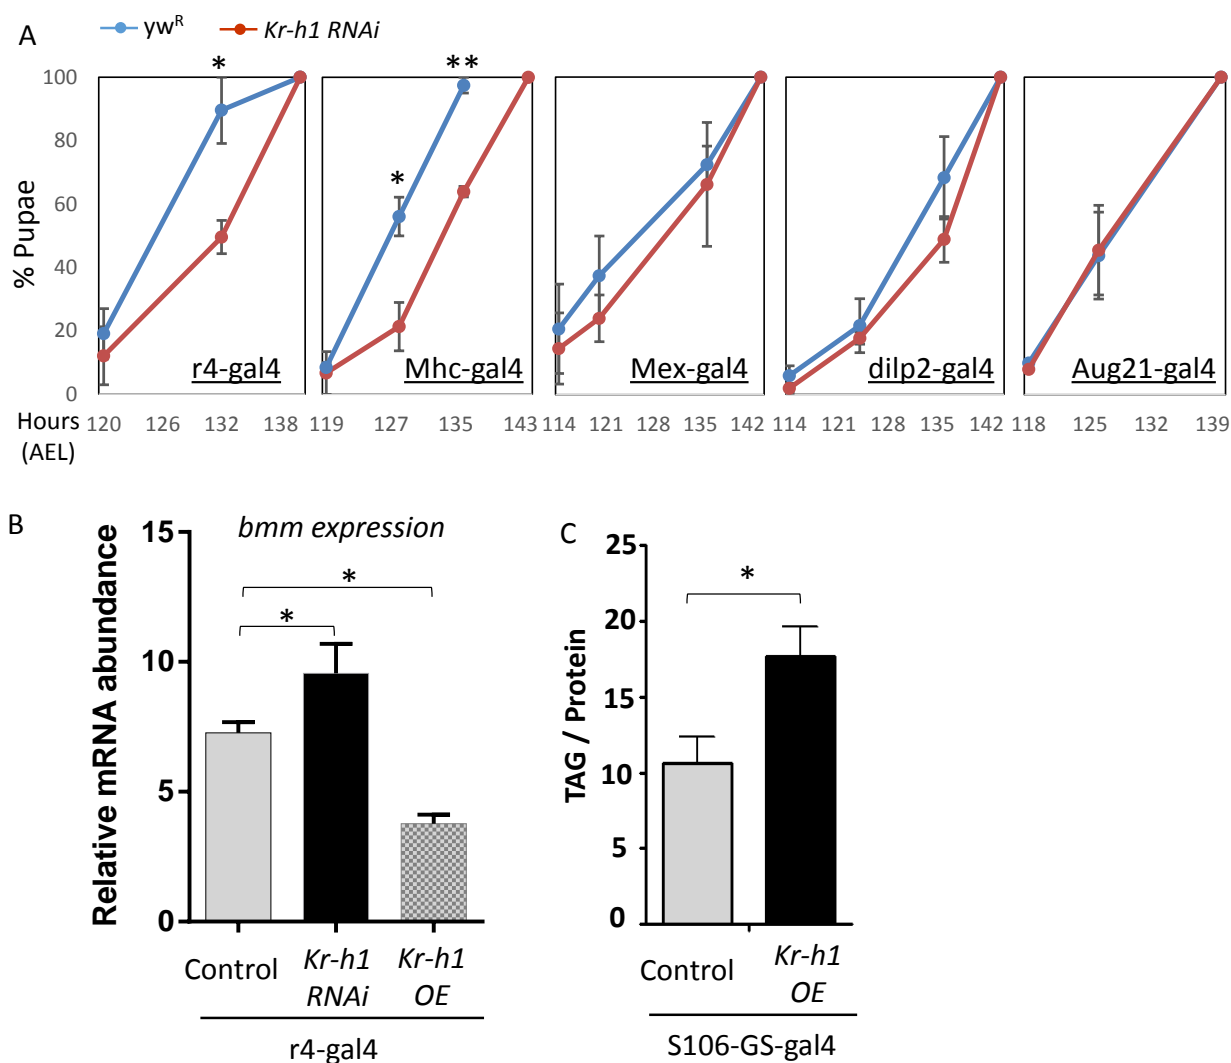 A
ywR Kr-h1 RNAi
* * ** 
100
80
60
40
20
0
% Pupae
r4-gal4 Mhc-gal4 Mex-gal4 dilp2-gal4 Aug21-gal4
Hours (AEL)
120 126 132 138 119 127 135 143 114 121 128 135 142 114 121 128 135 142 118 125 132 139
B
bmm expression
Relative mRNA abundance
15
10
5
0
*
*
Control
Kr-h1 RNAi
Kr-h1 OE
r4-gal4
C
TAG / Protein
25
20
15
10
5
0
*
Control
Kr-h1 OE
S106-GS-gal4